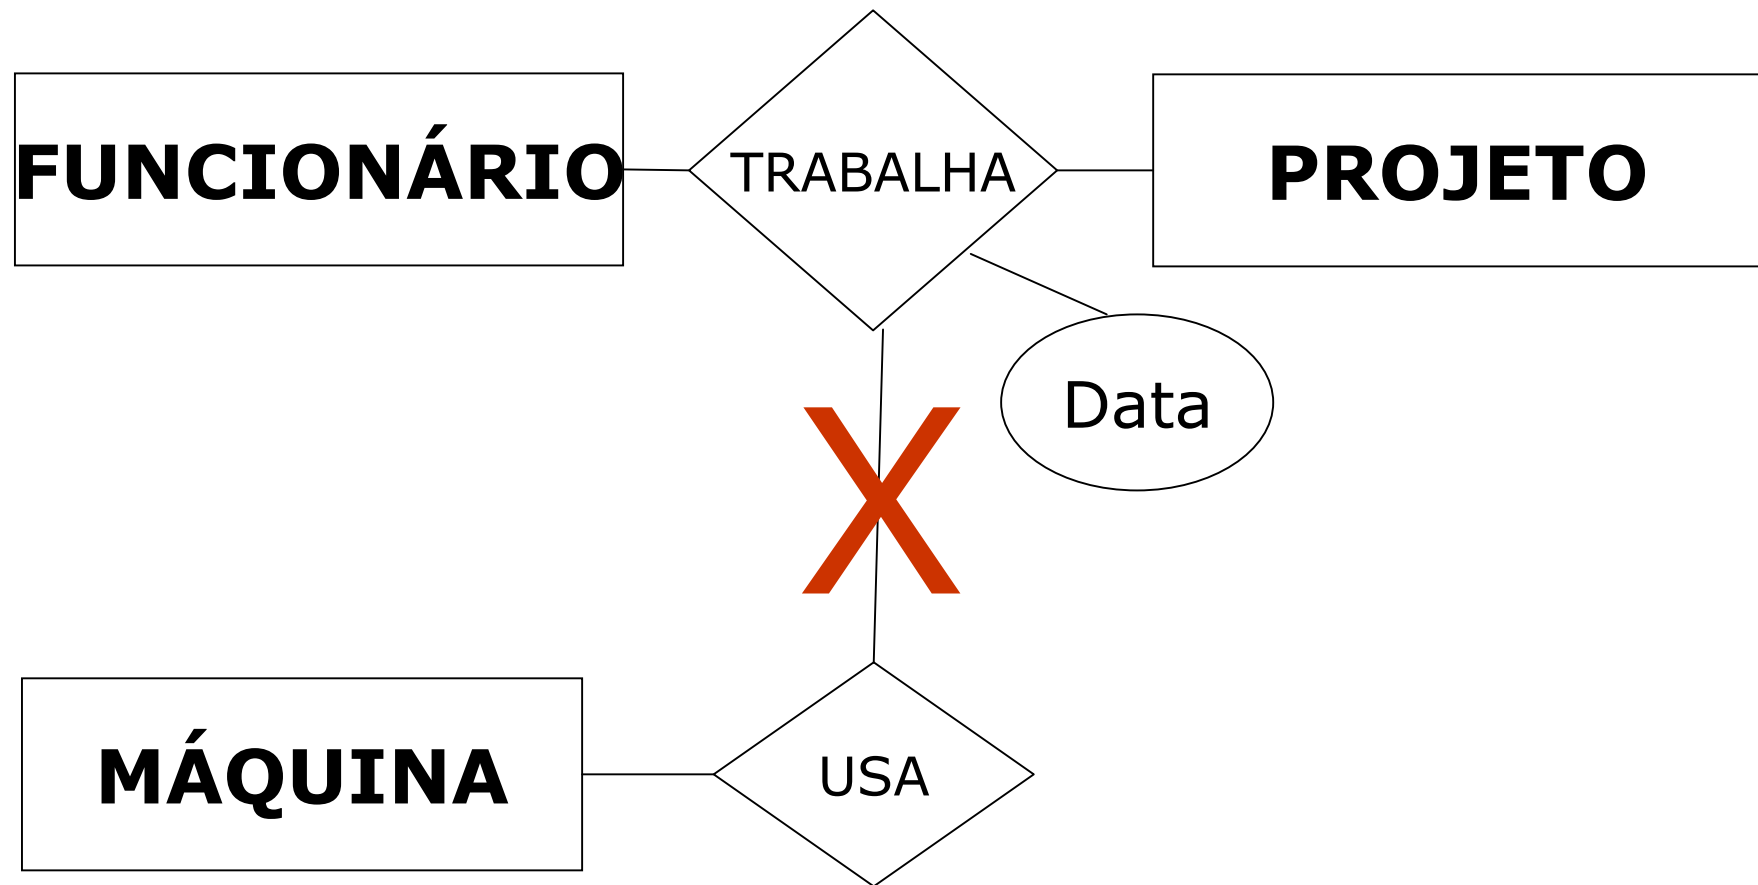 FUNCIONÁRIO
TRABALHA
PROJETO
Data
X
MÁQUINA
USA